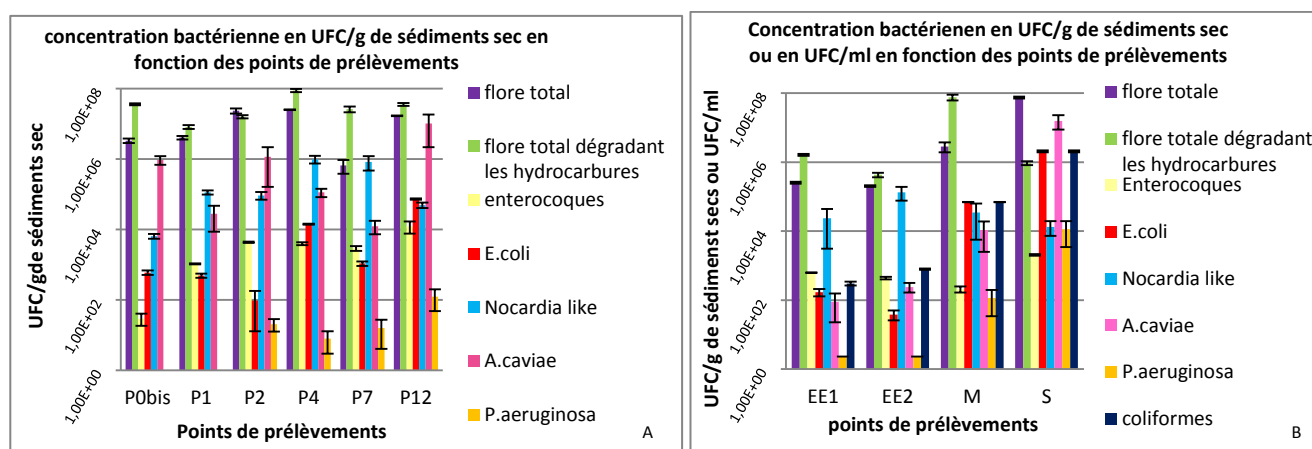 concentration bactérienne en UFC/g de sédiments sec en
fonction des points de prélèvements
UFC/gde sédiments sec
1,00E+08
1,00E+06
1,00E+04
1,00E+02
1,00E+00
P0bis P1 P2 P4 P7 P12
Points de prélèvements
flore total
flore total dégradant
les hydrocarbures
enterocoques
E.coli
Nocardia like
A.caviae
P.aeruginosa
A
Concentration bactérienen en UFC/g de sédiments sec
ou en UFC/ml en fonction des points de prélèvements
UFC/g de sédimenst secs ou UFC/ml
1,00E+08
1,00E+06
1,00E+04
1,00E+02
1,00E+00
EE1 EE2 M S
points de prélèvements
flore totale
flore totale dégradant
les hydrocarbures
Enterocoques
E.coli
Nocardia like
A.caviae
P.aeruginosa
coliformes
B